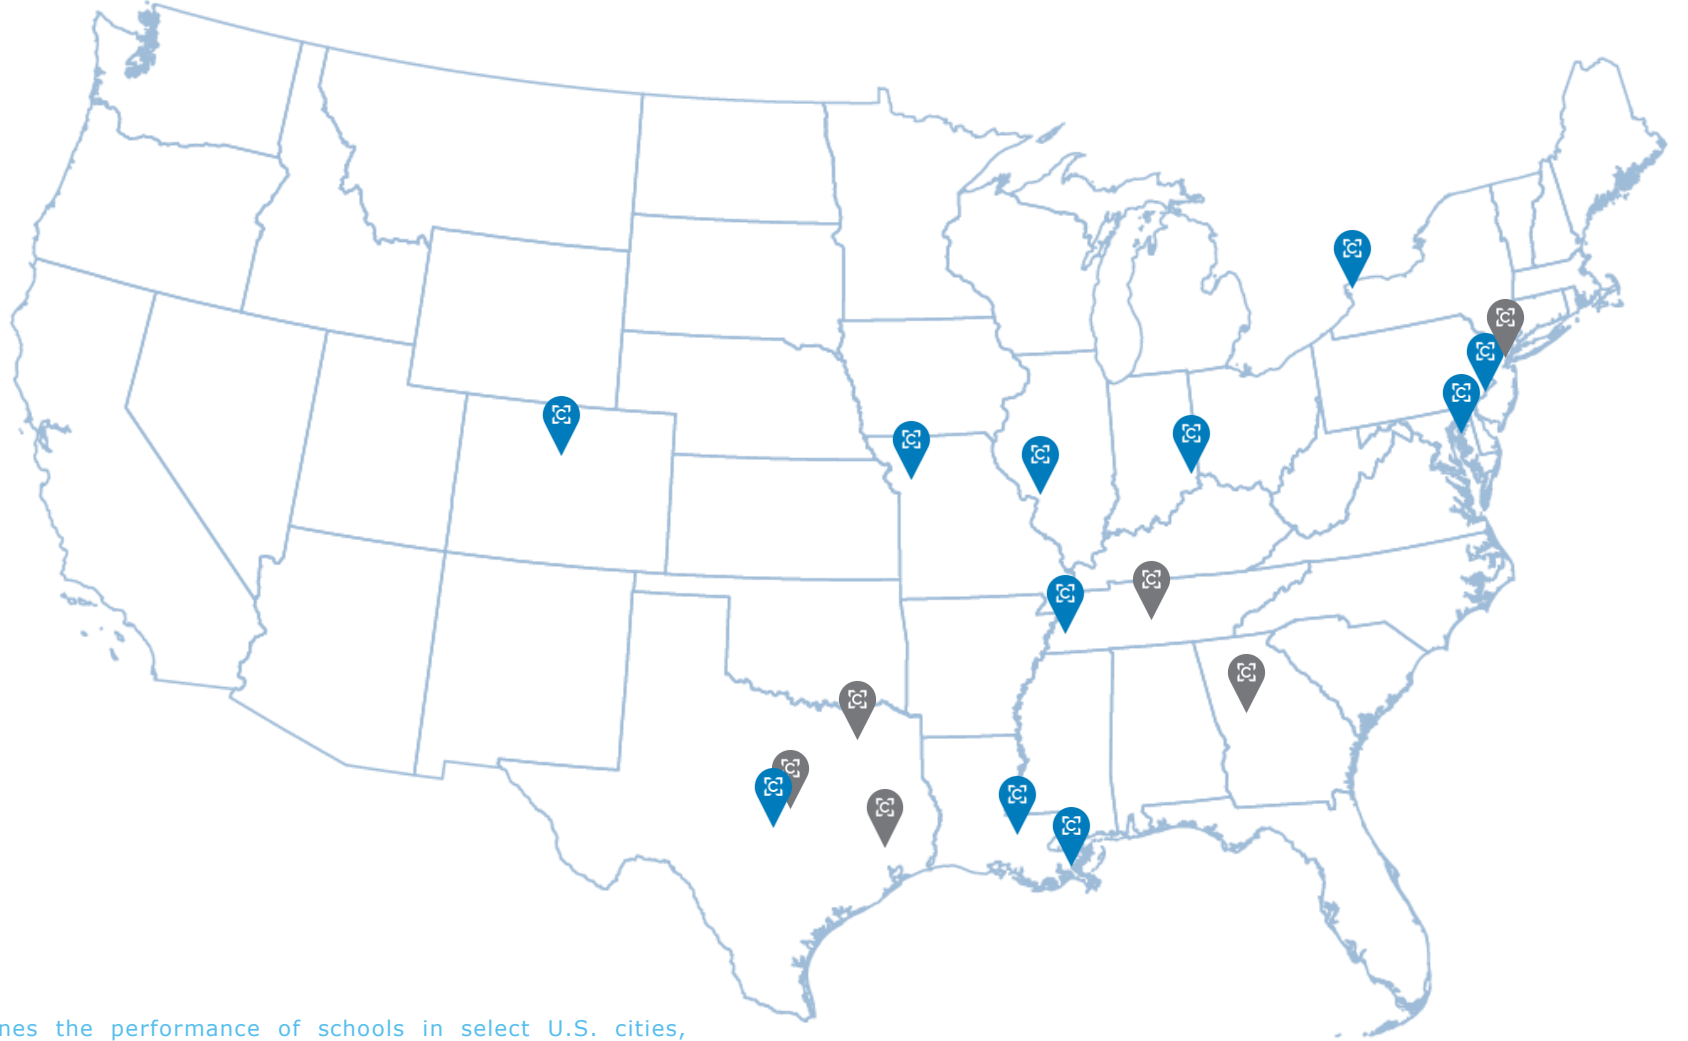 nes the performance of schools in select U.S. cities,